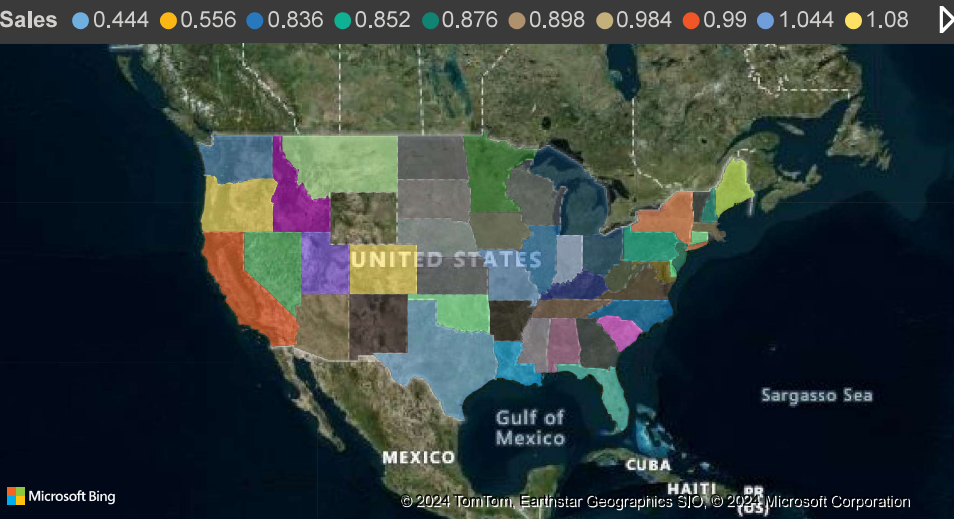 Sales 0.444 0.556 0.836 0.852 0.876 0.898 0.984 0.99 1.044 1.08
UNITED STATES
Sargasso Sea
Gulf of
Mexico
MEXICO
CUBA
HAITI
PR
(US)
Microsoft Bing
© 2024 TomTom, Earthstar Geographics SIO, © 2024 Microsoft Corporation